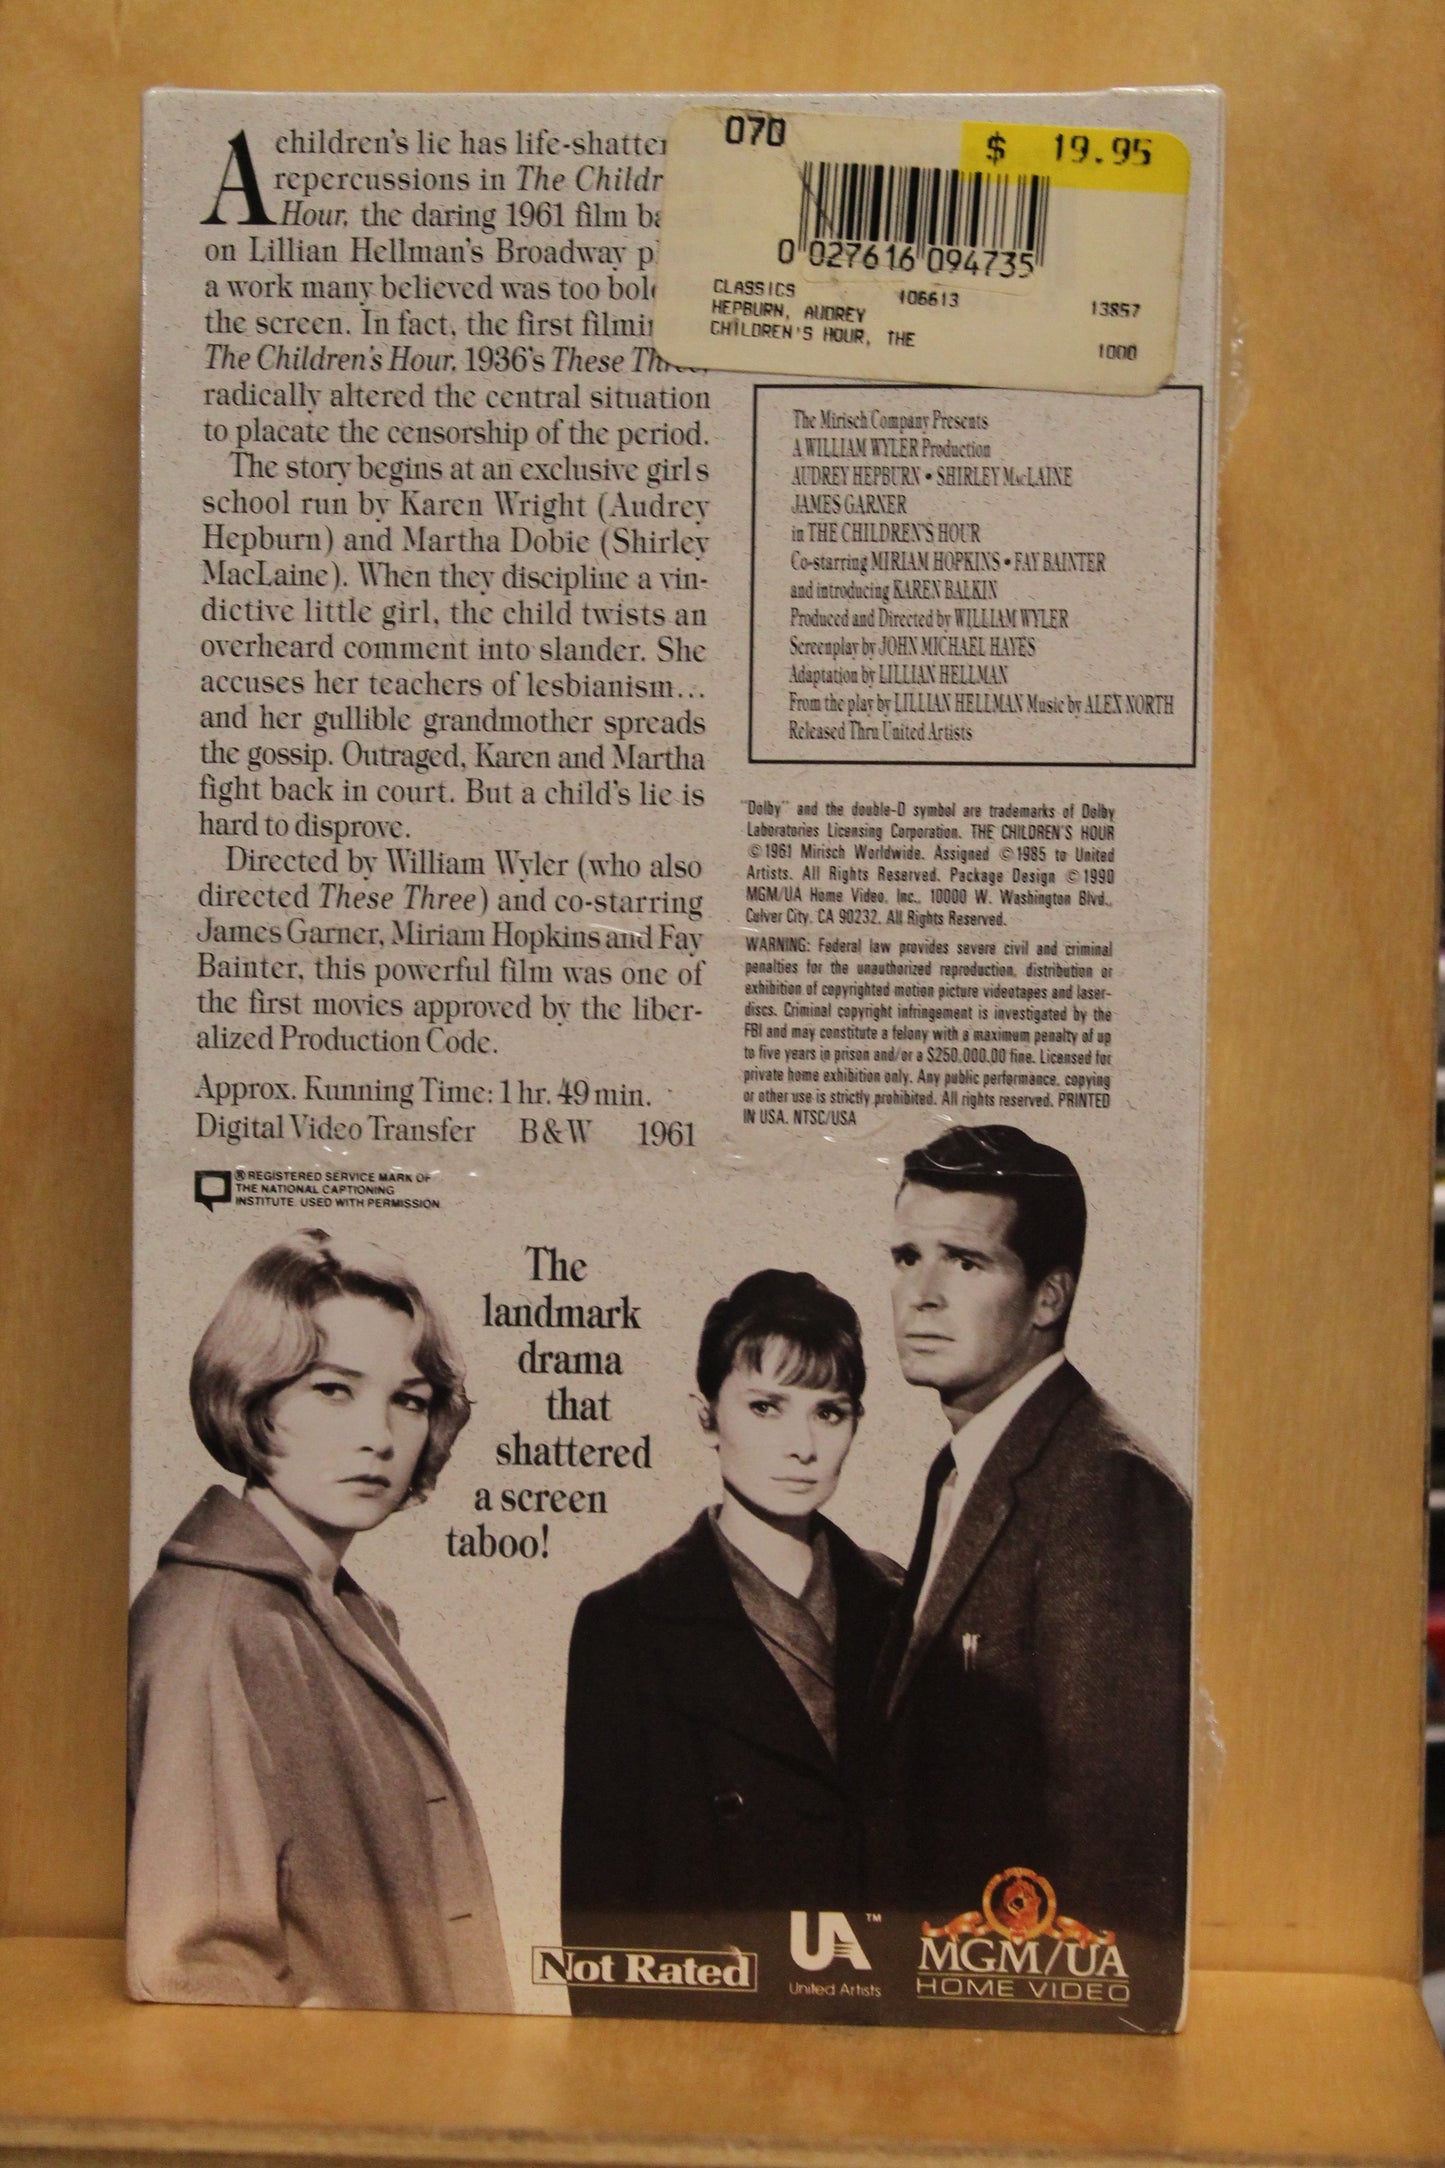 A children's lie has life-shatter
repercussions in The Childr
Hour, the daring 1961 film ba
on Lillian Hellman's Broadway p
a work many believed was too bol
the screen. In fact, the first filmi
The Children's Hour, 1936's These Three,
radically altered the central situation
to placate the censorship of the period.
The story begins at an exclusive girl s
school run by Karen Wright (Audrey
Hepburn) and Martha Dobie (Shirley
MacLaine). When they discipline a vin-
dictive little girl, the child twists an
overheard comment into slander. She
accuses her teachers of lesbianism...
and her gullible grandmother spreads
the gossip. Outraged, Karen and Martha
fight back in court. But a child's lie is
hard to disprove.
Directed by William Wyler (who also
directed These Three) and co-starring
James Garner, Miriam Hopkins and Fay
Bainter, this powerful film was one of
the first movies approved by the liber-
alized Production Code.
Approx. Running Time: 1 hr. 49 min.
Digital Video Transfer B&W 1961
® REGISTERED SERVICE MARK OF
THE NATIONAL CAPTIONING
INSTITUTE. USED WITH PERMISSION
070 $ 19.95
0 027616 094735
CLASSICS 106613 13857
HEPBURN, AUDREY
CHILDREN'S HOUR, THE 1000
The Mirisch Company Presents
A WILLIAM WYLER Production
AUDREY HEPBURN • SHIRLEY MacLAINE
JAMES GARNER
in THE CHILDREN'S HOUR
Co-starring MIRIAM HOPKINS • FAY BAINTER
and introducing KAREN BALKIN
Produced and Directed by WILLIAM WYLER
Screenplay by JOHN MICHAEL HAYES
Adaptation by LILLIAN HELLMAN
From the play by LILLIAN HELLMAN Music by ALEX NORTH
Released Thru United Artists
"Dolby" and the double-D symbol are trademarks of Dolby
Laboratories Licensing Corporation. THE CHILDREN'S HOUR
©1961 Mirisch Worldwide. Assigned ©1985 to United
Artists. All Rights Reserved. Package Design ©1990
MGM/UA Home Video, Inc., 10000 W. Washington Blvd.,
Culver City, CA 90232. All Rights Reserved.
WARNING: Federal law provides severe civil and criminal
penalties for the unauthorized reproduction, distribution or
exhibition of copyrighted motion picture videotapes and laser-
discs. Criminal copyright infringement is investigated by the
FBI and may constitute a felony with a maximum penalty of up
to five years in prison and/or a $250,000.00 fine. Licensed for
private home exhibition only. Any public performance, copying
or other use is strictly prohibited. All rights reserved. PRINTED
IN USA. NTSC/USA
The
landmark
drama
that
shattered
a screen
taboo!
Not Rated
UA™
United Artists
MGM/UA
HOME VIDEO